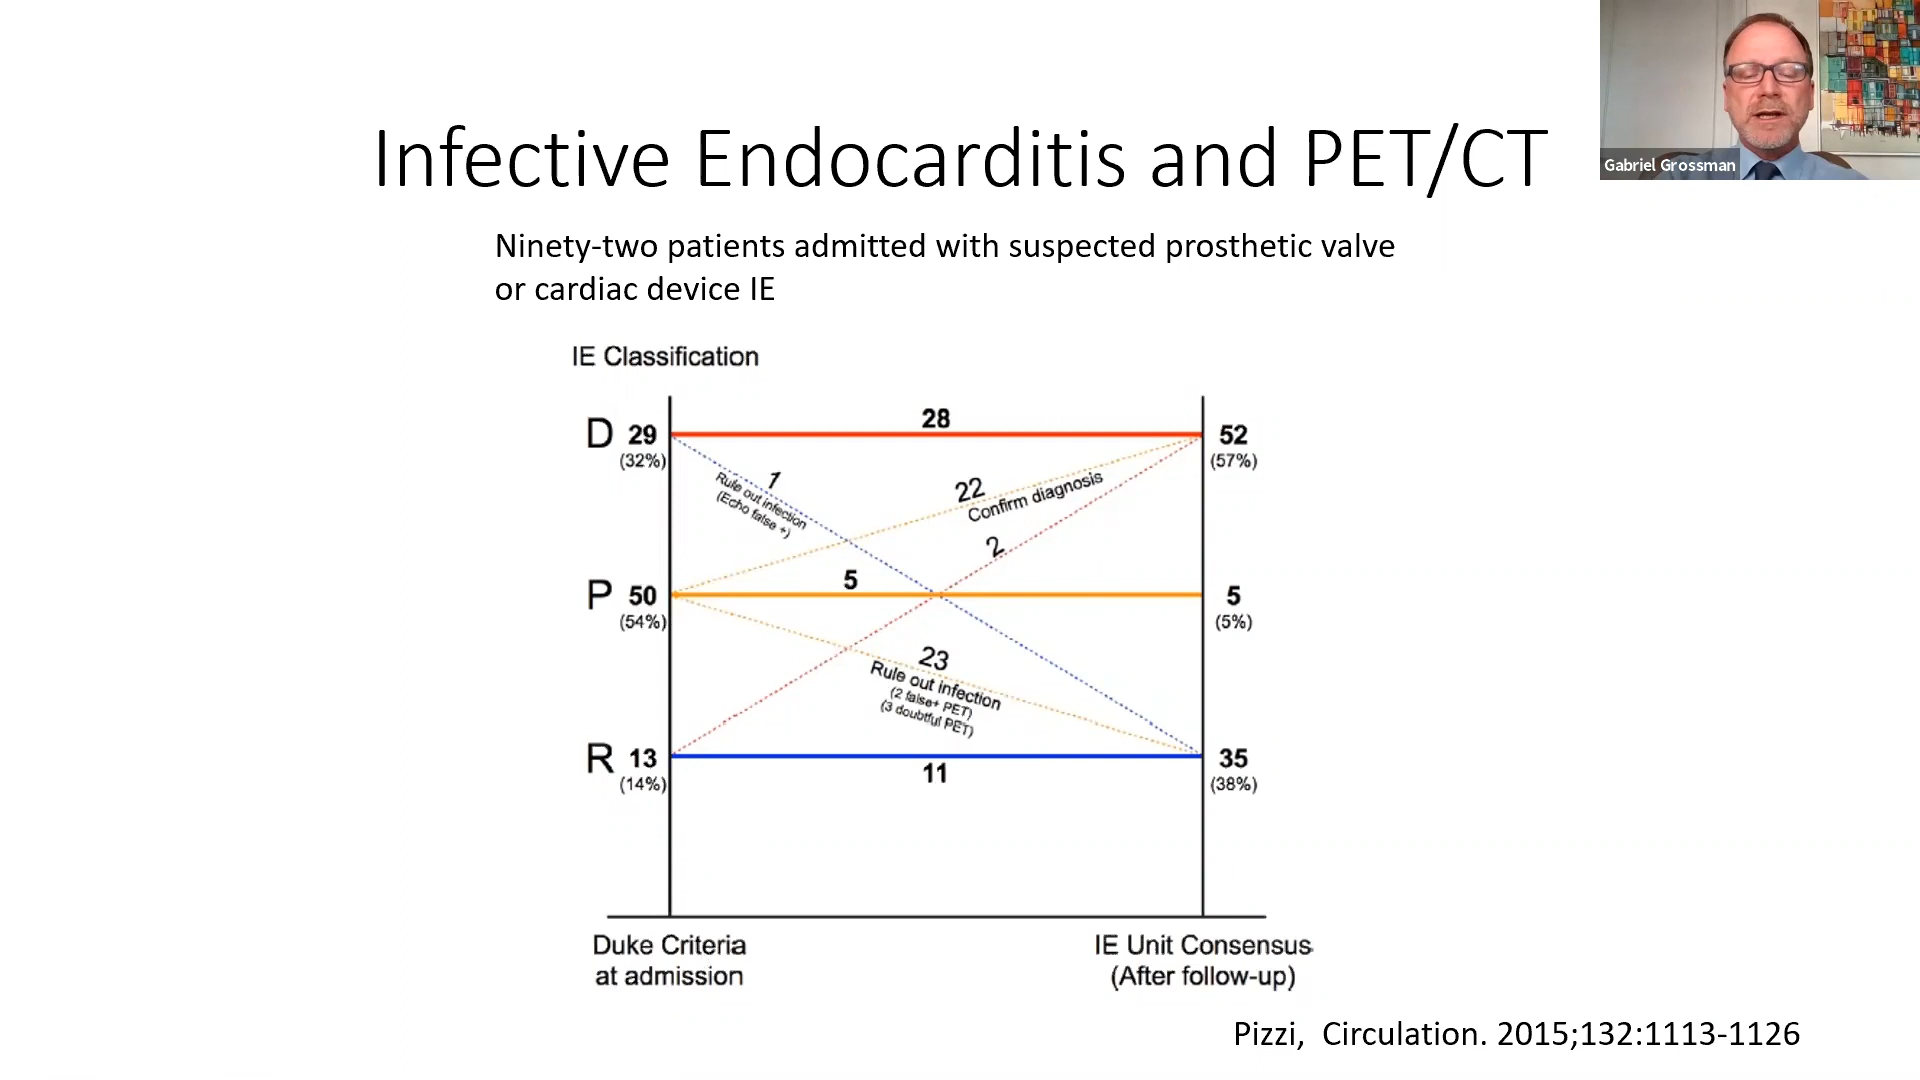 Infective Endocarditis and PET/CT
Gabriel Grossman
Ninety-two patients admitted with suspected prosthetic valve
or cardiac device IE
IE Classification
D 29
(32%)
28
52
(57%)
1
Rule out infection
(Echo false +)
22
Confirm diagnosis
2
P 50
(54%)
5
5
(5%)
23
Rule out infection
(2 false+ PET)
(3 doubtful PET)
R 13
(14%)
11
35
(38%)
Duke Criteria
at admission
IE Unit Consensus
(After follow-up)
Pizzi, Circulation. 2015;132:1113-1126